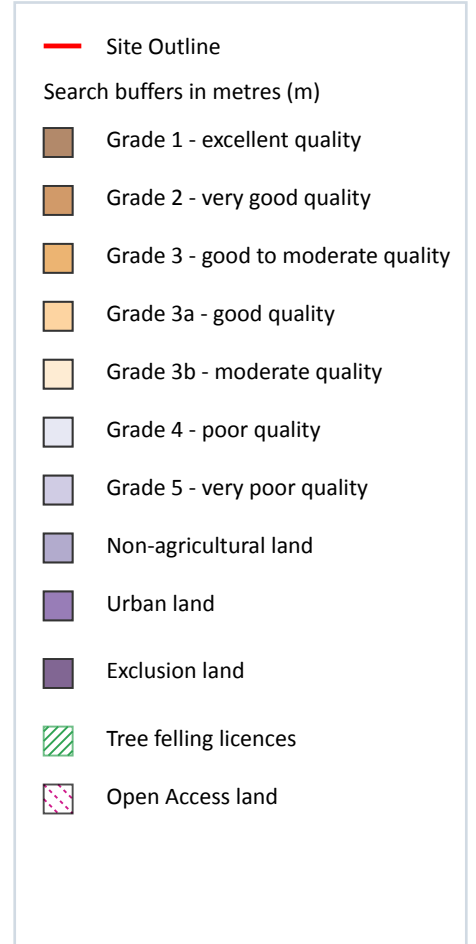 Site Outline
Search buffers in metres (m)
Grade 1 - excellent quality
Grade 2 - very good quality
Grade 3 - good to moderate quality
Grade 3a - good quality
Grade 3b - moderate quality
Grade 4 - poor quality
Grade 5 - very poor quality
Non-agricultural land
Urban land
Exclusion land
Tree felling licences
Open Access land